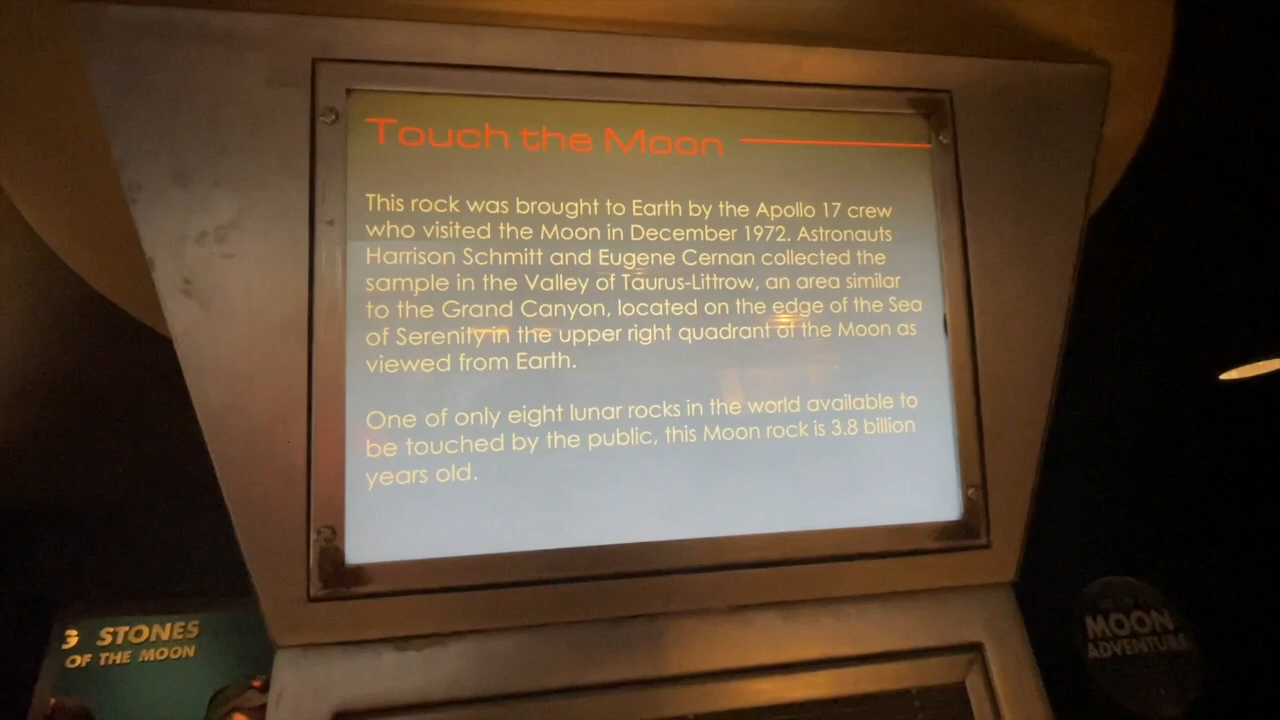 Touch the Moon
This rock was brought to Earth by the Apollo 17 crew
who visited the Moon in December 1972. Astronauts
Harrison Schmitt and Eugene Cernan collected the
sample in the Valley of Taurus-Littrow, an area similar
to the Grand Canyon, located on the edge of the Sea
of Serenity in the upper right quadrant of the Moon as
viewed from Earth.
One of only eight lunar rocks in the world available to
be touched by the public, this Moon rock is 3.8 billion
years old.
STONES
OF THE MOON
MOON
ADVENTURE